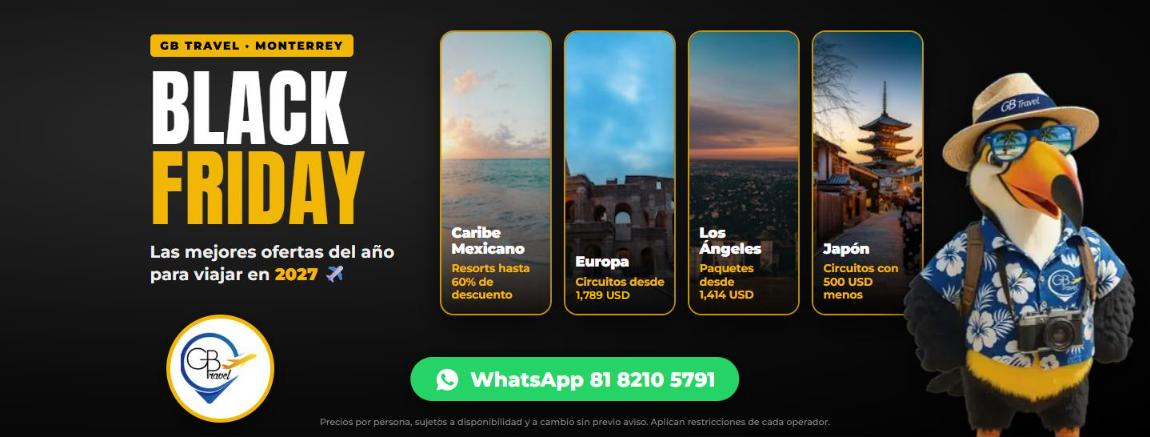 GB TRAVEL · MONTERREY
BLACK
FRIDAY
Las mejores ofertas del año
para viajar en 2027 ✈️
Caribe
Mexicano
Resorts hasta
60% de
descuento
Europa
Circuitos desde
1,789 USD
Los
Ángeles
Paquetes
desde
1,414 USD
Japón
Circuitos con
500 USD
menos
GB Travel
GB
Travel
GB
Travel
WhatsApp 81 8210 5791
Precios por persona, sujetos a disponibilidad y a cambio sin previo aviso. Aplican restricciones de cada operador.